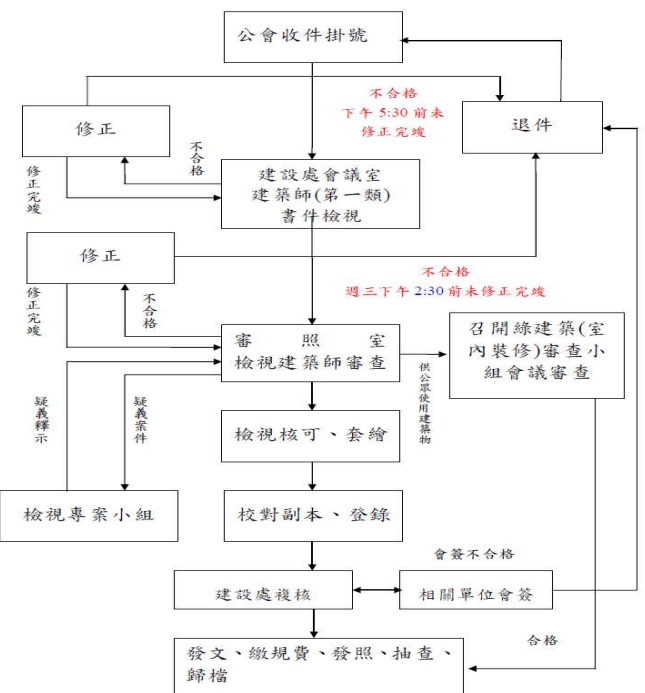 公會收件掛號
不合格
下午 5:30 前未
修正完竣
修正
退件
修正完竣
不合格
建設處會議室
建築師(第一類)
書件檢視
修正
不合格
週三下午 2:30 前未修正完竣
修正完竣
不合格
審照室
檢視建築師審查
供公眾使用建築物
召開綠建築(室
內裝修)審查小
組會議審查
疑義釋示
疑義案件
檢視核可、套繪
檢視專案小組
校對副本、登錄
會簽不合格
建設處複核
相關單位會簽
合格
發文、繳規費、發照、抽查、
歸檔